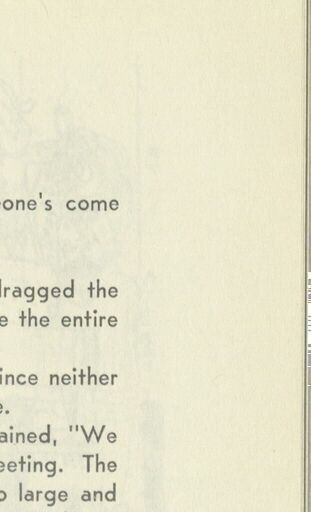 one's come
dragged the
e the entire
ince neither
e.
ained, "We
eeting. The
o large and